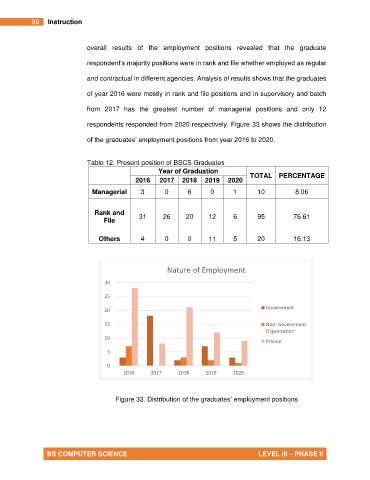 99 Instruction
overall results of the employment positions revealed that the graduate
respondent's majority positions were in rank and file whether employed as regular
and contractual in different agencies. Analysis of results shows that the graduates
of year 2016 were mostly in rank and file positions and in supervisory and batch
from 2017 has the greatest number of managerial positions and only 12
respondents responded from 2020 respectively. Figure 33 shows the distribution
of the graduates' employment positions from year 2016 to 2020.
Table 12. Present position of BSCS Graduates
Year of Graduation TOTAL PERCENTAGE
2016 2017 2018 2019 2020
Managerial 3 0 6 0 1 10 8.06
Rank and File 31 26 20 12 6 95 76.61
Others 4 0 0 11 5 20 16.13
Nature of Employment
30
25
20
15
10
5
0
2016 2017 2018 2019 2020
Government
Non- Government
Organization
Private
Figure 33. Distribution of the graduates' employment positions
BS COMPUTER SCIENCE LEVEL III – PHASE II